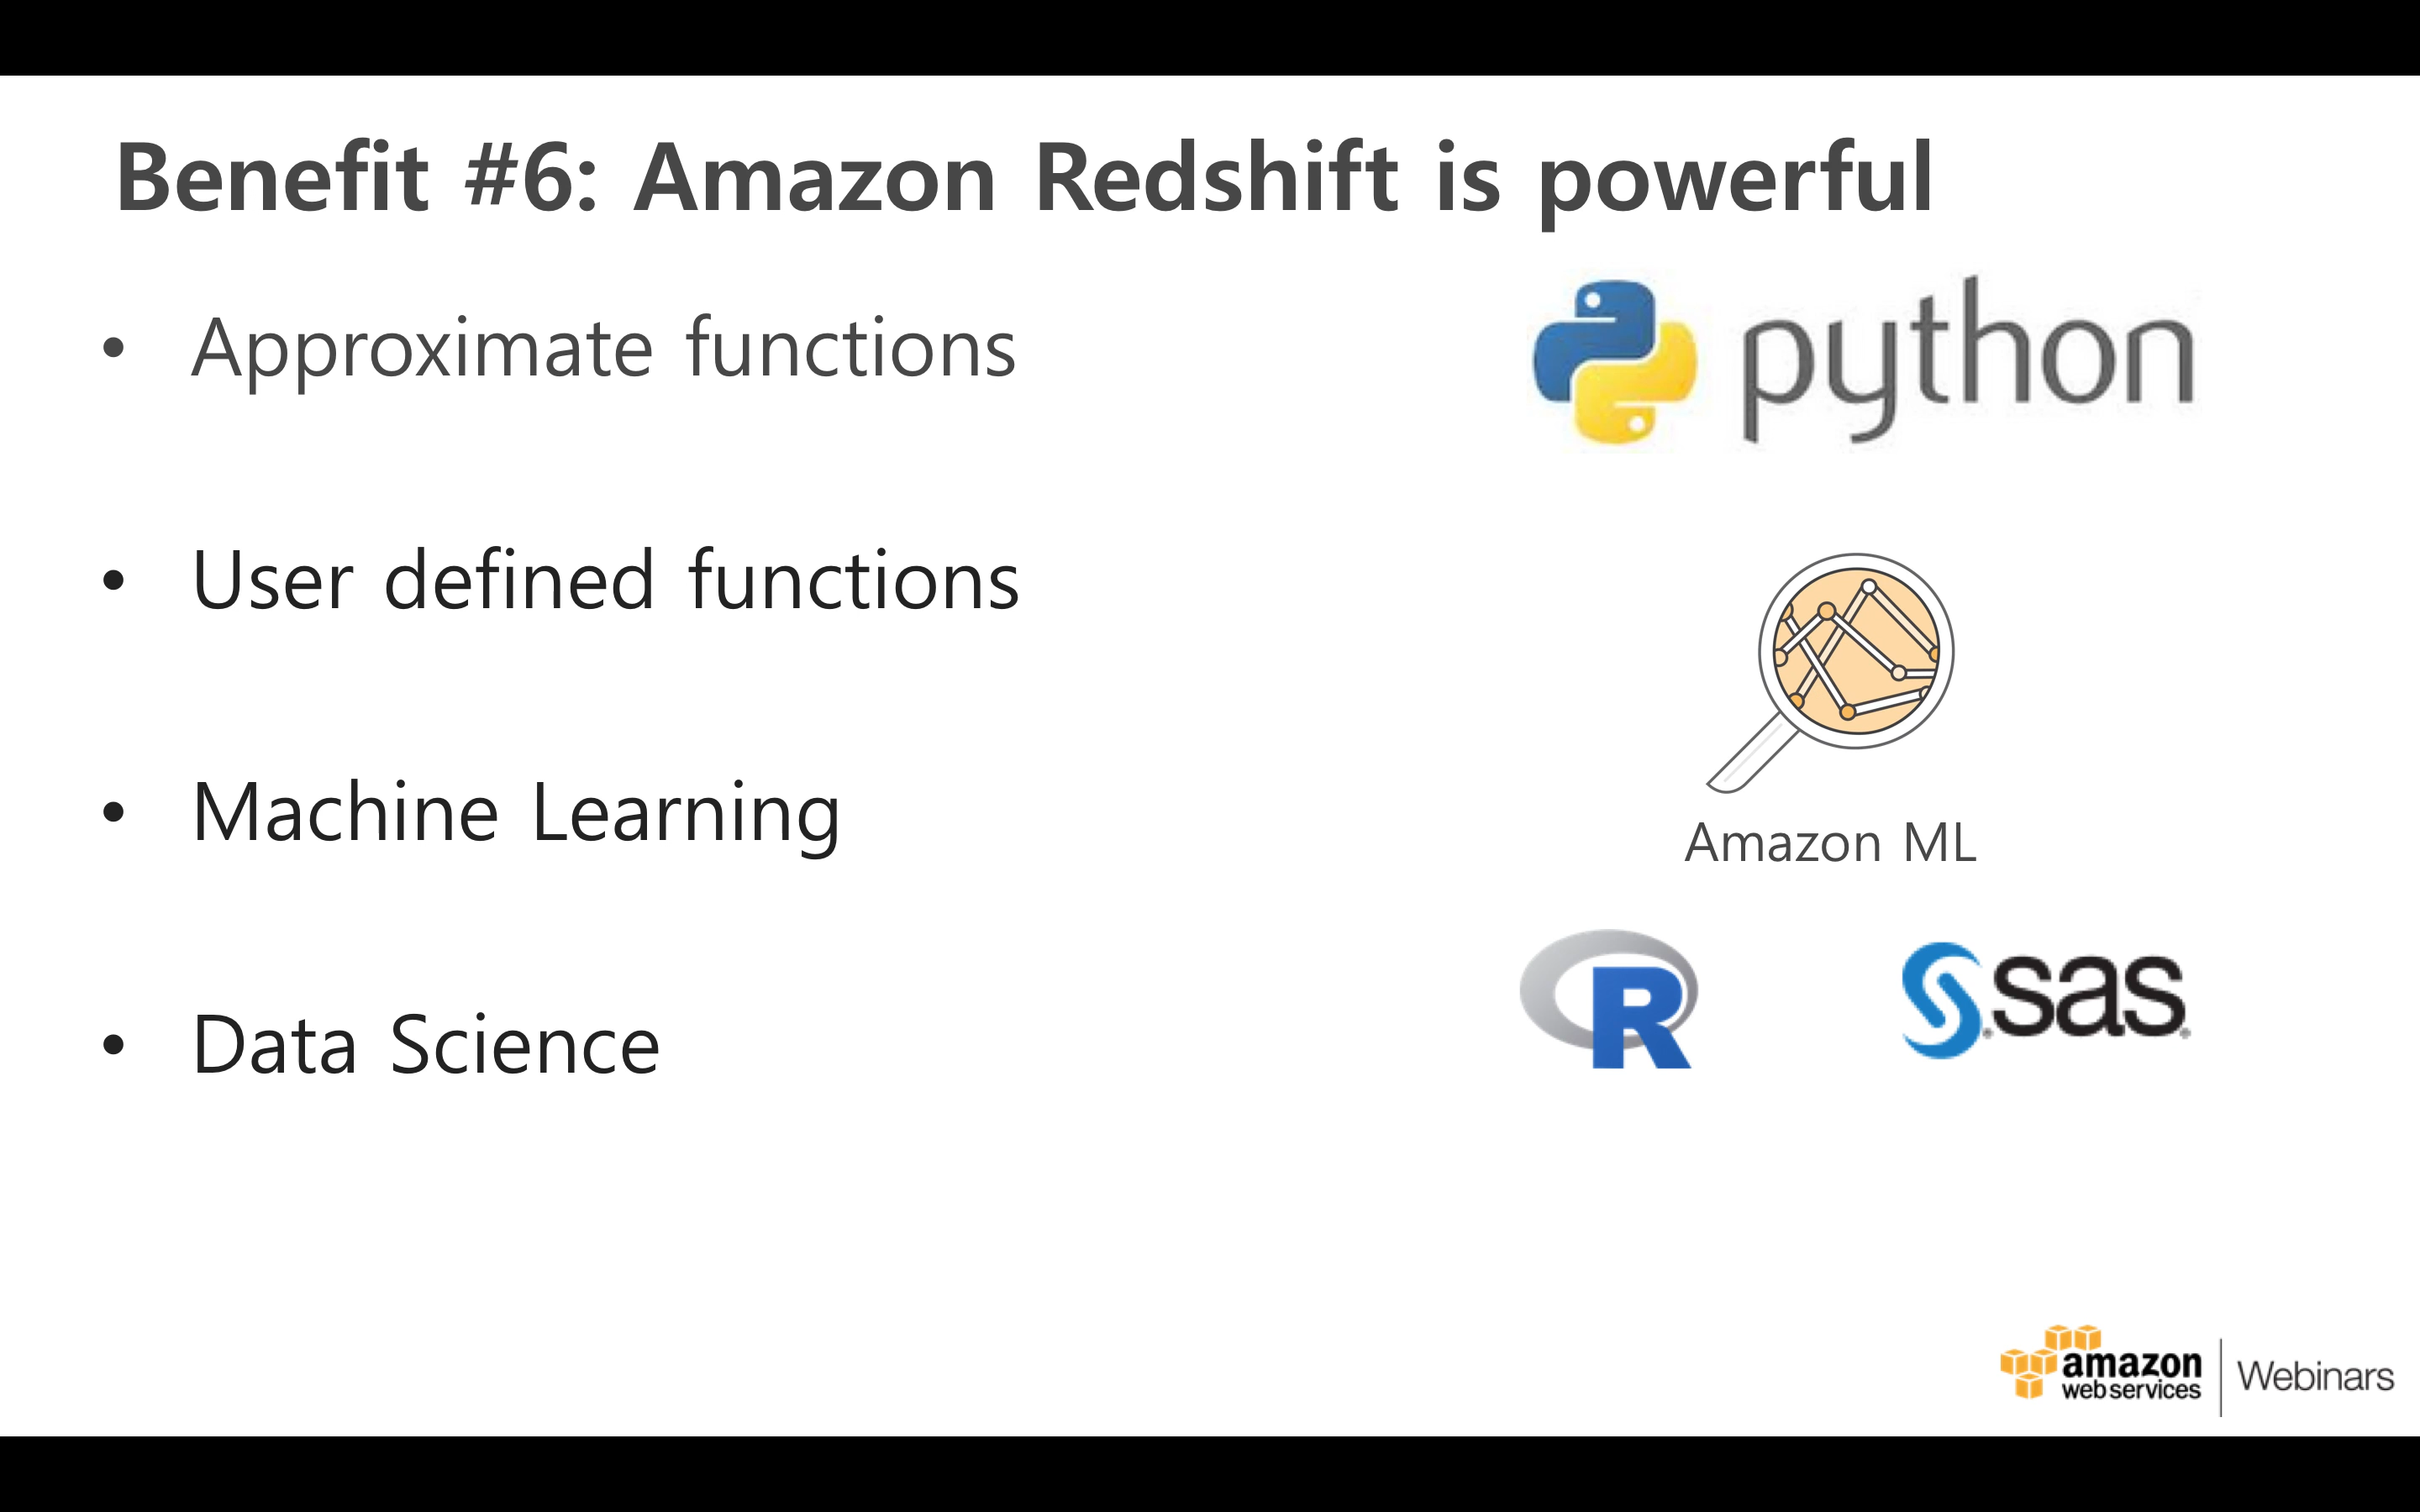 Benefit #6: Amazon Redshift is powerful
• Approximate functions
python
• User defined functions
• Machine Learning
Amazon ML
• Data Science
R
S.sas
amazon
web services
Webinars